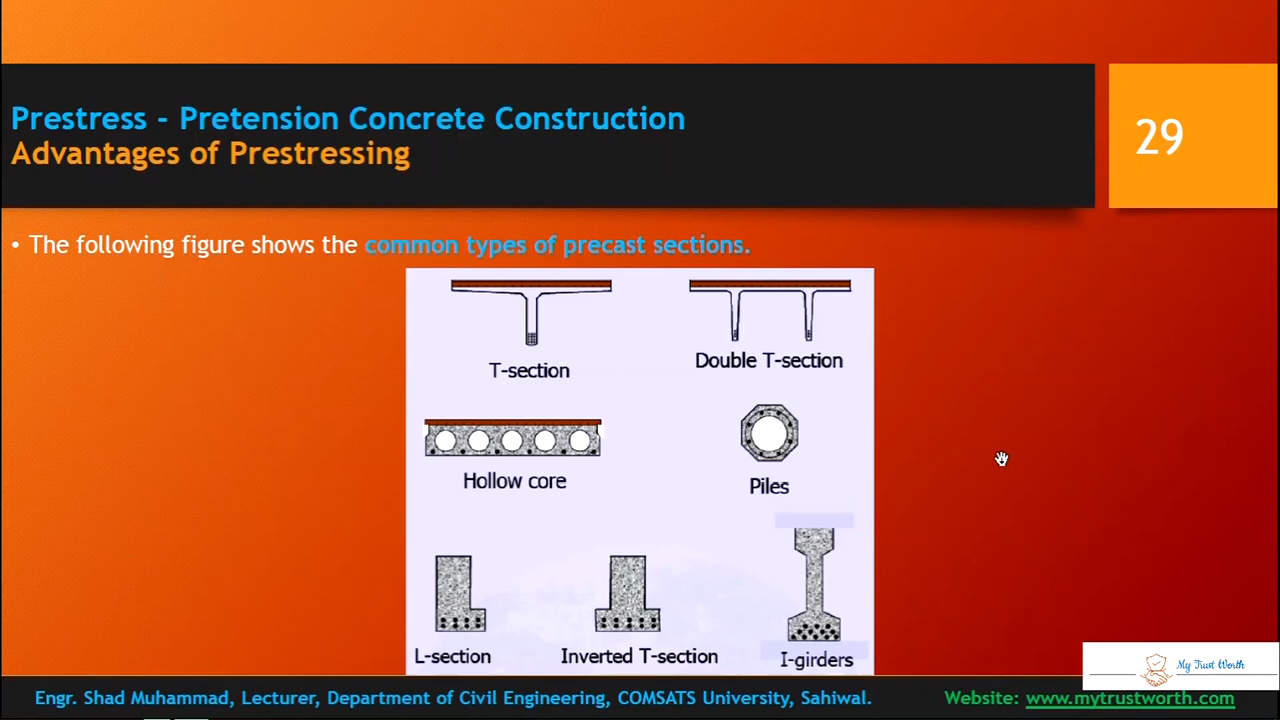 Prestress - Pretension Concrete Construction
Advantages of Prestressing
29
• The following figure shows the common types of precast sections.
T-section
Double T-section
Hollow core
Piles
L-section
Inverted T-section
I-girders
My Trust Worth
Engr. Shad Muhammad, Lecturer, Department of Civil Engineering, COMSATS University, Sahiwal.
Website: www.mytrustworth.com